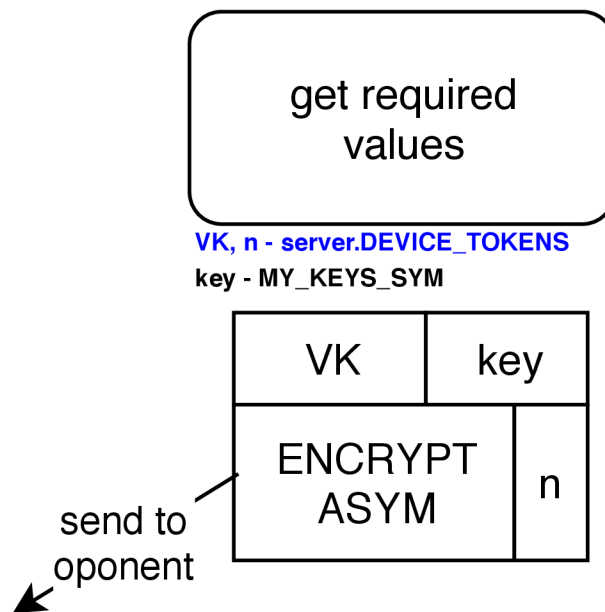 get required
values
VK, n - server.DEVICE_TOKENS
key - MY_KEYS_SYM
VK key
ENCRYPT
ASYM
n
send to
oponent